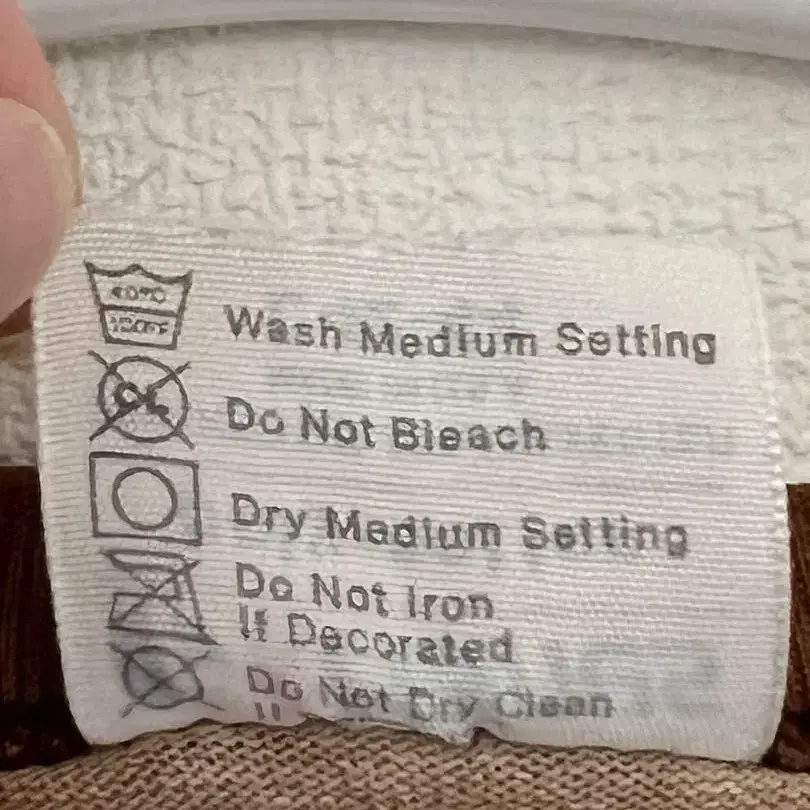 40°C
120°F
Wash Medium Setting
CL
Do Not Bleach
Dry Medium Setting
Do Not Iron
If Decorated
Do Not Dry Clean